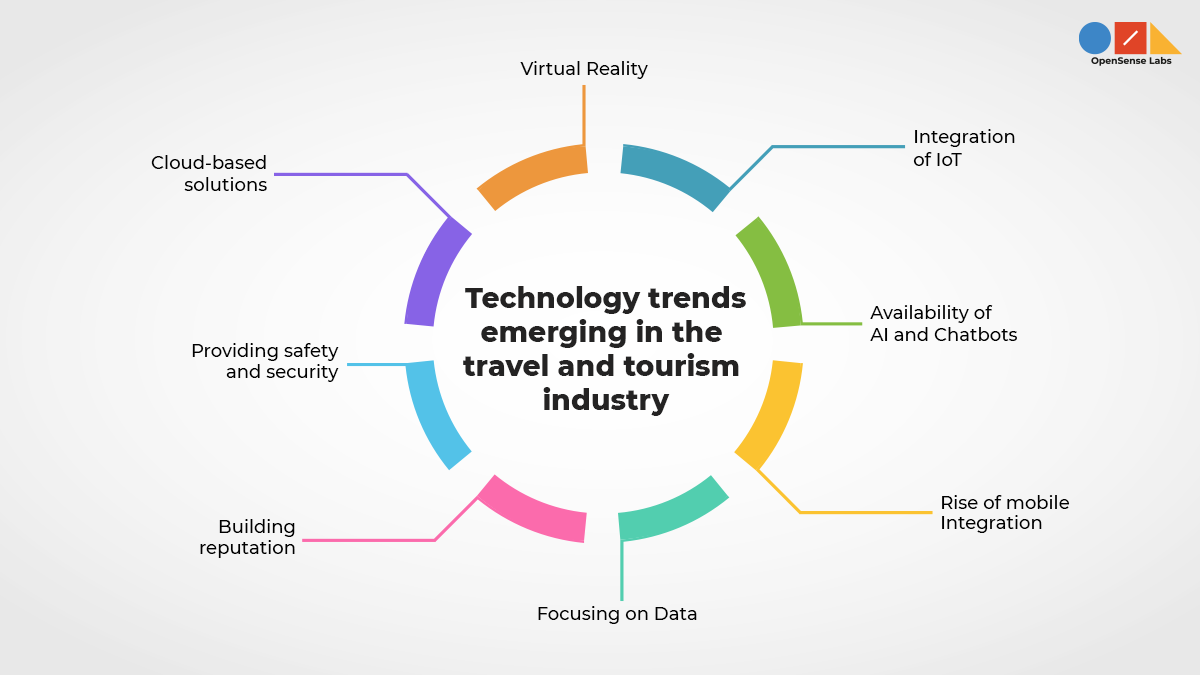 OpenSense Labs
Virtual Reality
Integration
of IoT
Cloud-based
solutions
Technology trends
emerging in the
travel and tourism
industry
Availability of
AI and Chatbots
Providing safety
and security
Rise of mobile
Integration
Building
reputation
Focusing on Data